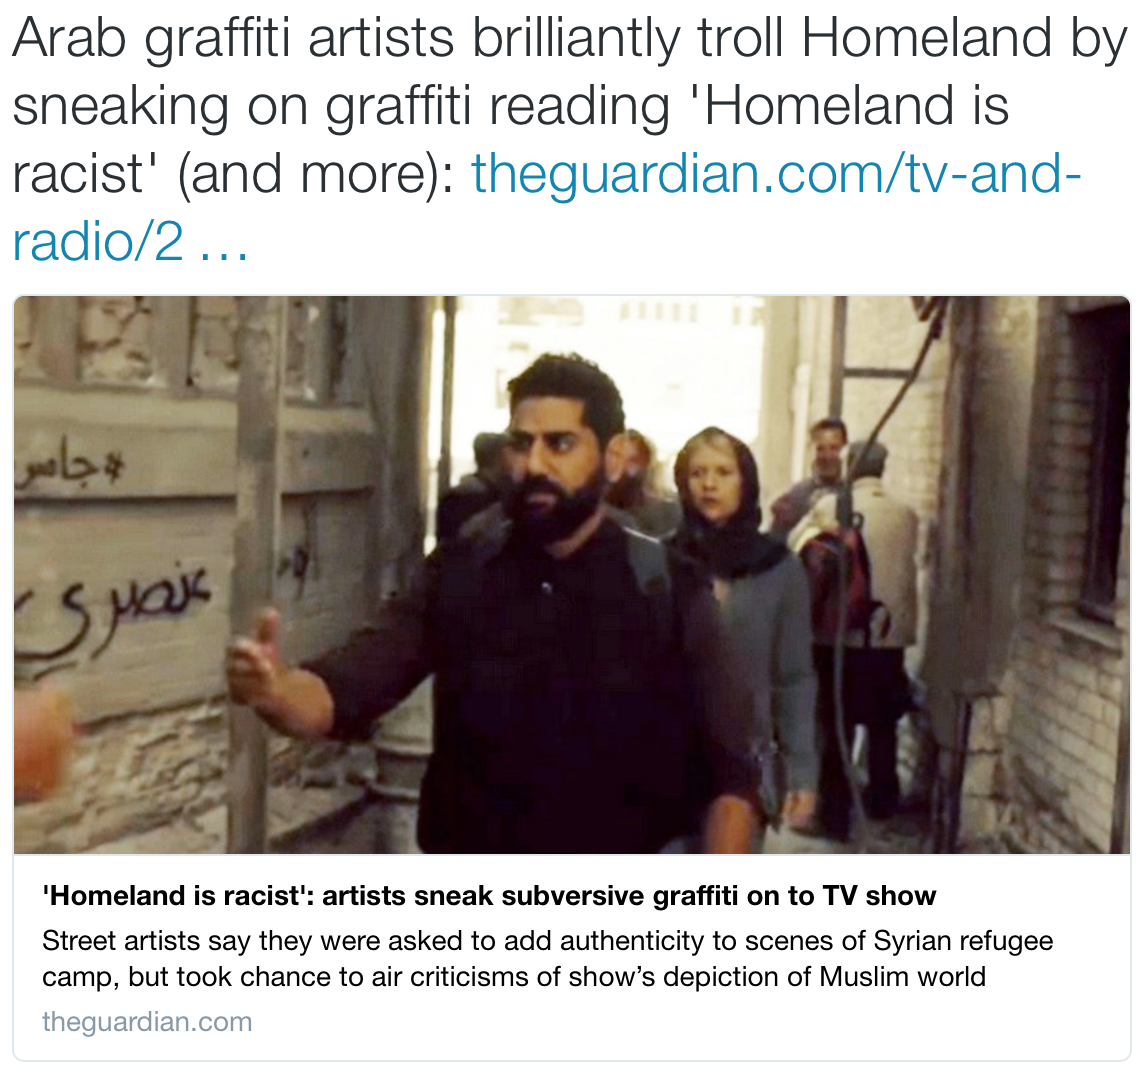 Arab graffiti artists brilliantly troll Homeland by
sneaking on graffiti reading 'Homeland is
racist' (and more): theguardian.com/tv-and-
radio/2 …
#جاس
عنصري
'Homeland is racist': artists sneak subversive graffiti on to TV show
Street artists say they were asked to add authenticity to scenes of Syrian refugee
camp, but took chance to air criticisms of show’s depiction of Muslim world
theguardian.com